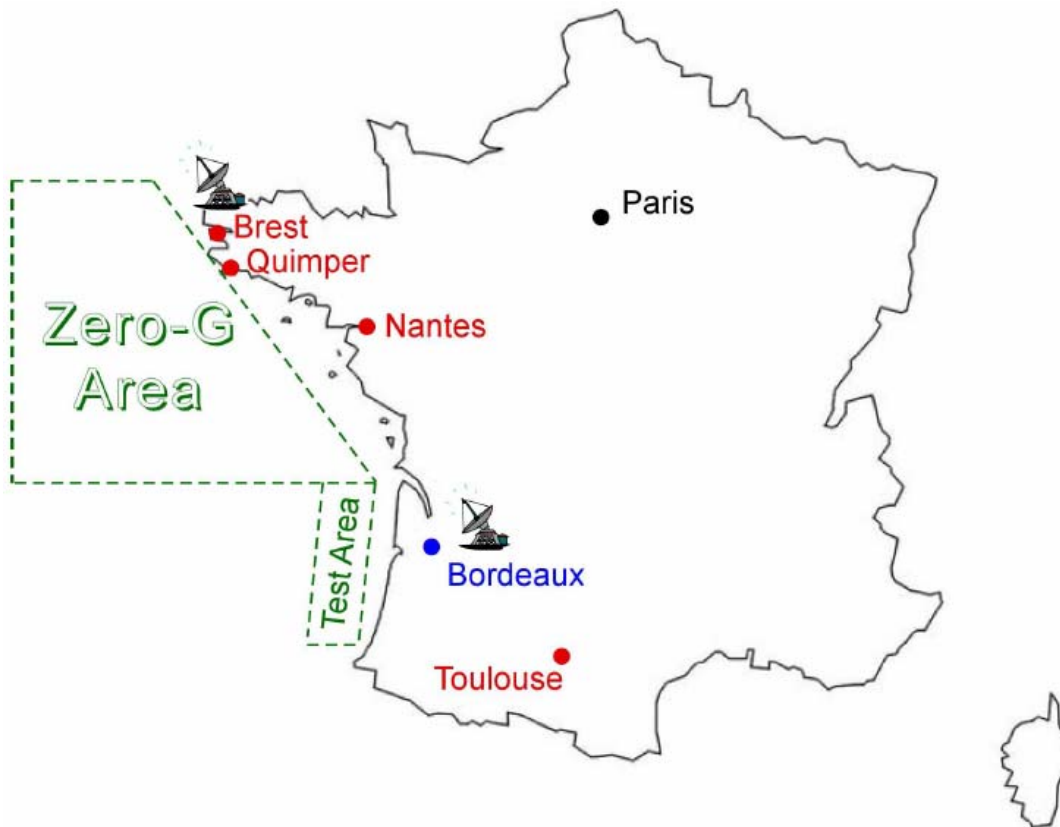 Paris
Brest
Quimper
Zero-G
Area
Nantes
Test Area
Bordeaux
Toulouse